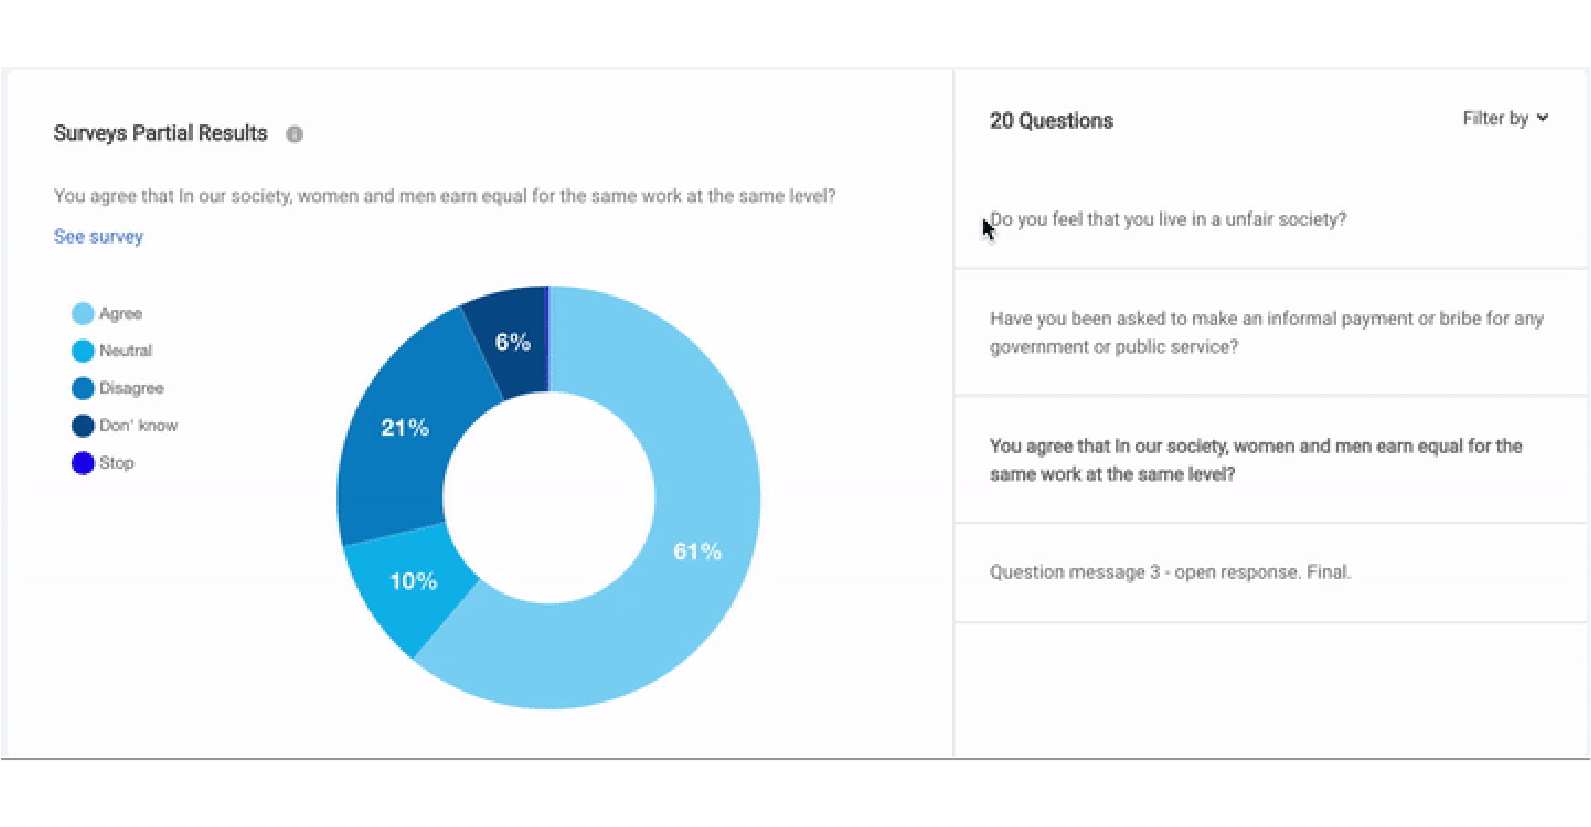 Surveys Partial Results
You agree that In our society, women and men earn equal for the same work at the same level?
See survey
Agree
Neutral
Disagree
Don' know
Stop
6%
21%
10%
61%
20 Questions
Filter by
Do you feel that you live in a unfair society?
Have you been asked to make an informal payment or bribe for any
government or public service?
You agree that In our society, women and men earn equal for the
same work at the same level?
Question message 3 - open response. Final.